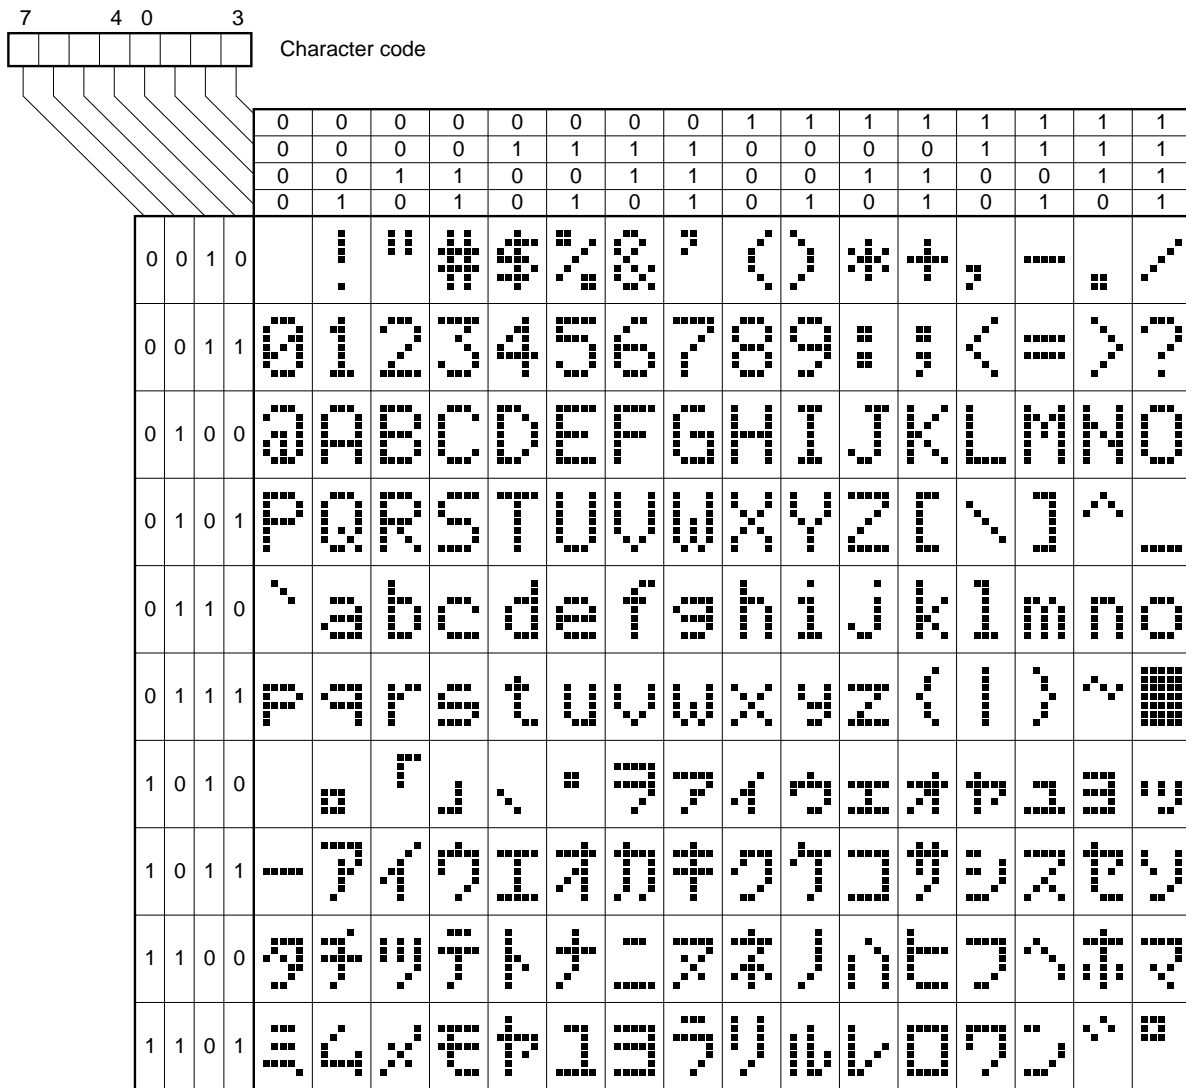 7 4 0 3
Character code
0 0 0 0 0 0 0 0 1 1 1 1 1 1 1 1
0 0 0 0 1 1 1 1 0 0 0 0 1 1 1 1
0 0 1 1 0 0 1 1 0 0 1 1 0 0 1 1
0 1 0 1 0 1 0 1 0 1 0 1 0 1 0 1
0 0 1 0 ! " # $ % & ' ( ) * + , - . /
0 0 1 1 0 1 2 3 4 5 6 7 8 9 : ; < = > ?
0 1 0 0 @ A B C D E F G H I J K L M N O
0 1 0 1 P Q R S T U V W X Y Z [ \ ] ^ _
0 1 1 0 ` a b c d e f g h i j k l m n o
0 1 1 1 p q r s t u v w x y z { | } ~ █
1 0 1 0 。 「 」 、 ・ ヲ ァ ィ ゥ ェ ォ ャ ュ ョ ッ
1 0 1 1 ー ア イ ウ エ オ カ キ ク ケ コ サ シ ス セ ソ
1 1 0 0 タ チ ツ テ ト ナ ニ ヌ ネ ノ ハ ヒ フ ヘ ホ マ
1 1 0 1 ミ ム メ モ ヤ ユ ヨ ラ リ ル レ ロ ワ ン ゛ ゜